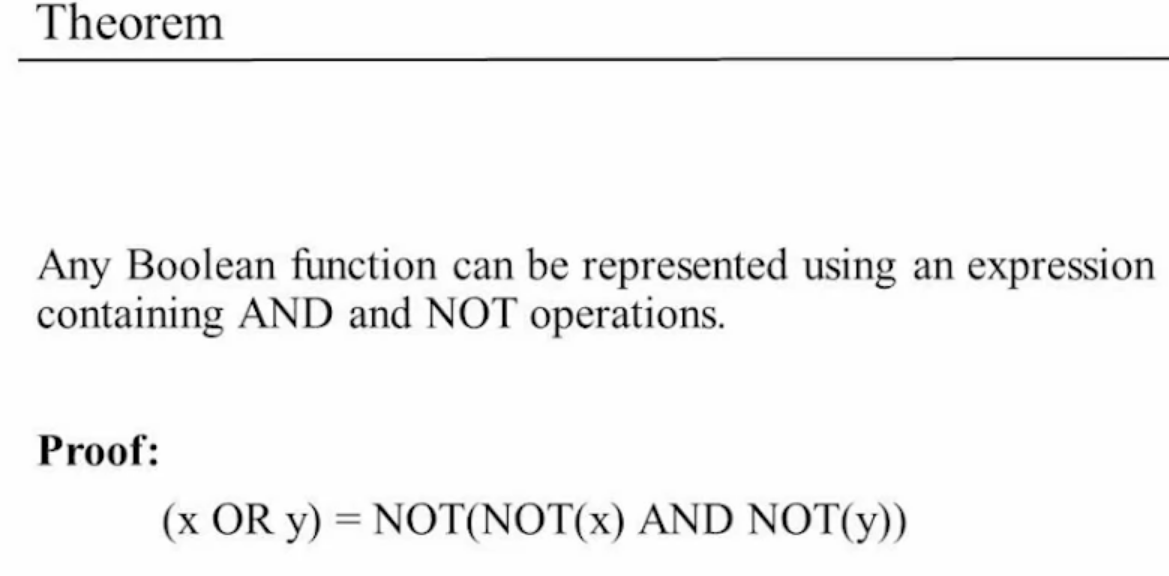 Theorem
Any Boolean function can be represented using an expression
containing AND and NOT operations.
Proof:
(x OR y) = NOT(NOT(x) AND NOT(y))